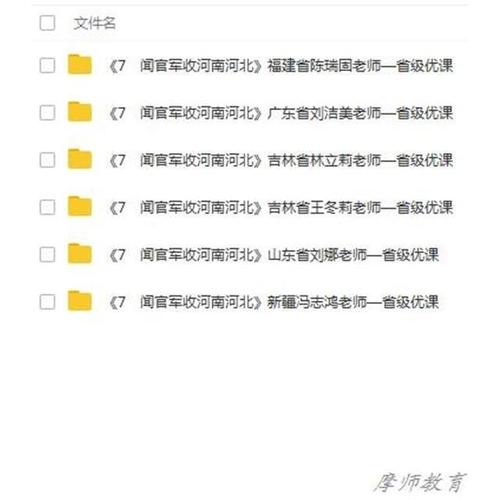 文件名
《7 闻官军收河南河北》福建省陈瑞国老师—省级优课
《7 闻官军收河南河北》广东省刘洁美老师—省级优课
《7 闻官军收河南河北》吉林省林立莉老师—省级优课
《7 闻官军收河南河北》吉林省王冬莉老师—省级优课
《7 闻官军收河南河北》山东省刘娜老师—省级优课
《7 闻官军收河南河北》新疆冯志鸿老师—省级优课
摩师教育